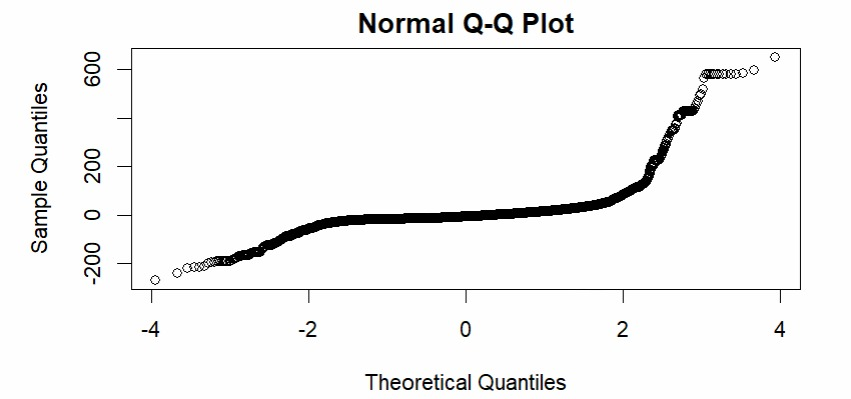 Normal Q-Q Plot
Sample Quantiles
600
200
0
-200
-4 -2 0 2 4
Theoretical Quantiles